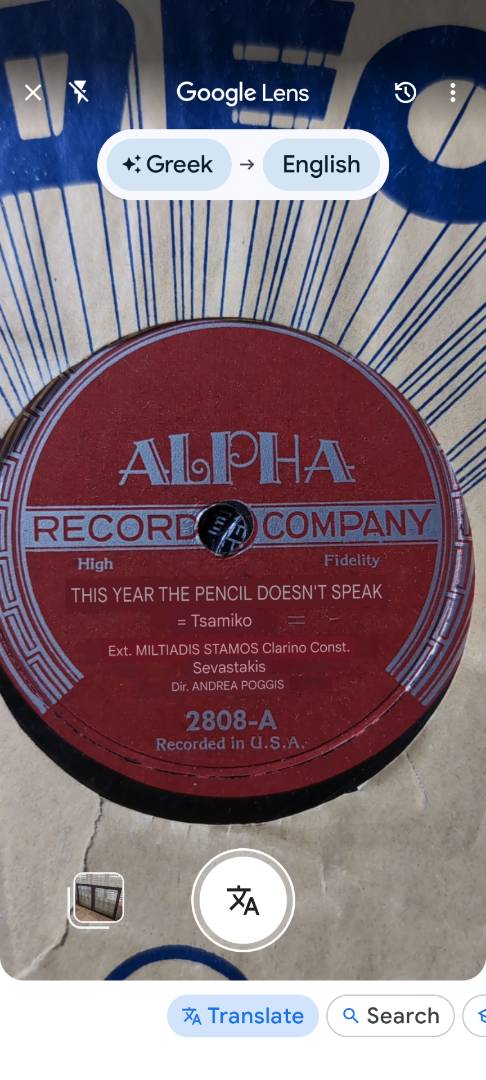 DEO
Google Lens
Greek → English
ALPHA
RECORD COMPANY
High Fidelity
THIS YEAR THE PENCIL DOESN'T SPEAK
= Tsamiko =
Ext. MILTIADIS STAMOS Clarino Const.
Sevastakis
Dir. ANDREA POGGIS
2808-A
Recorded in U.S.A.
Translate Search